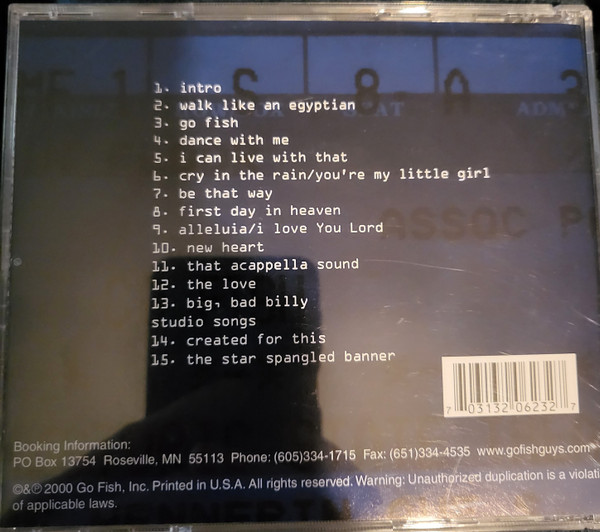 1. intro
2. walk like an egyptian
3. go fish
4. dance with me
5. i can live with that
6. cry in the rain/you're my little girl
7. be that way
8. first day in heaven
9. alleluia/i love You Lord
10. new heart
11. that acappella sound
12. the love
13. big, bad billy
studio songs
14. created for this
15. the star spangled banner
7 03132 06232 7
Booking Information:
PO Box 13754 Roseville, MN 55113 Phone: (605)334-1715 Fax: (651)334-4535 www.gofishguys.com
©&℗2000 Go Fish, Inc. Printed in U.S.A. All rights reserved. Warning: Unauthorized duplication is a
of applicable laws.
ASSOC